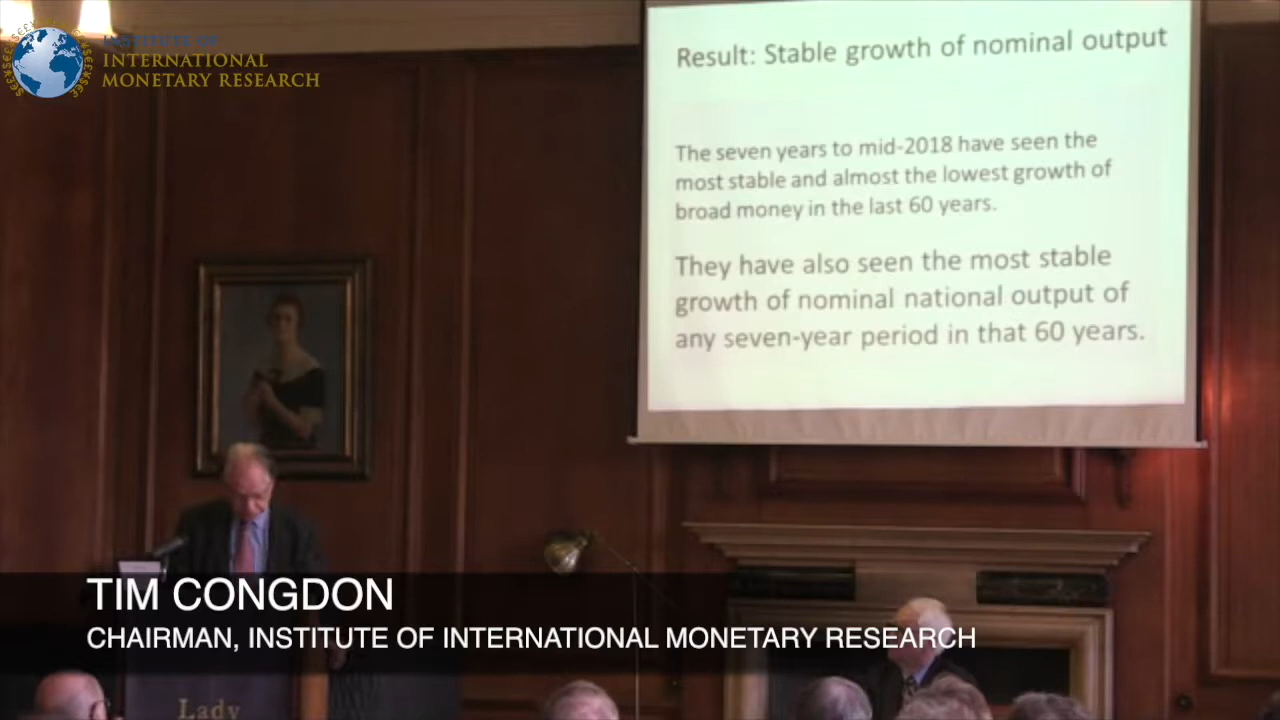 INSTITUTE OF
INTERNATIONAL
MONETARY RESEARCH
Result: Stable growth of nominal output
The seven years to mid-2018 have seen the
most stable and almost the lowest growth of
broad money in the last 60 years.
They have also seen the most stable
growth of nominal national output of
any seven-year period in that 60 years.
TIM CONGDON
CHAIRMAN, INSTITUTE OF INTERNATIONAL MONETARY RESEARCH
Lady